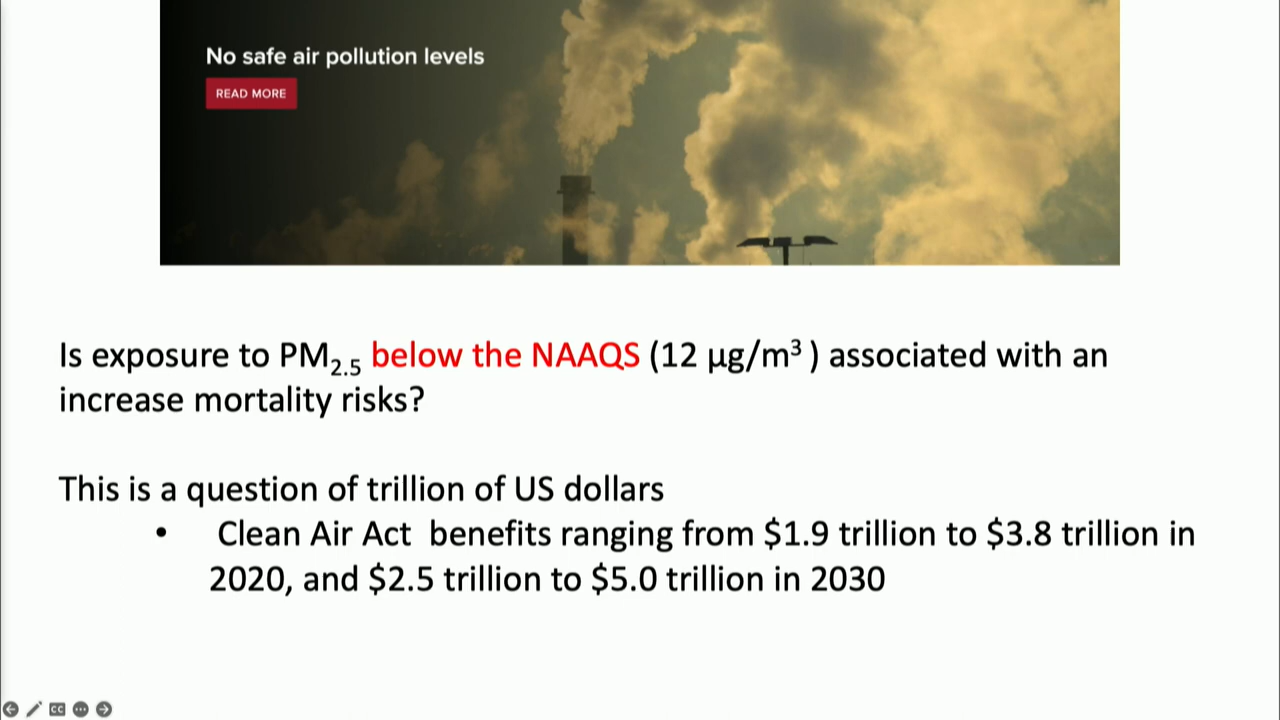 No safe air pollution levels
READ MORE
Is exposure to PM2.5 below the NAAQS (12 μg/m3 ) associated with an
increase mortality risks?
This is a question of trillion of US dollars
• Clean Air Act benefits ranging from $1.9 trillion to $3.8 trillion in
2020, and $2.5 trillion to $5.0 trillion in 2030
CC